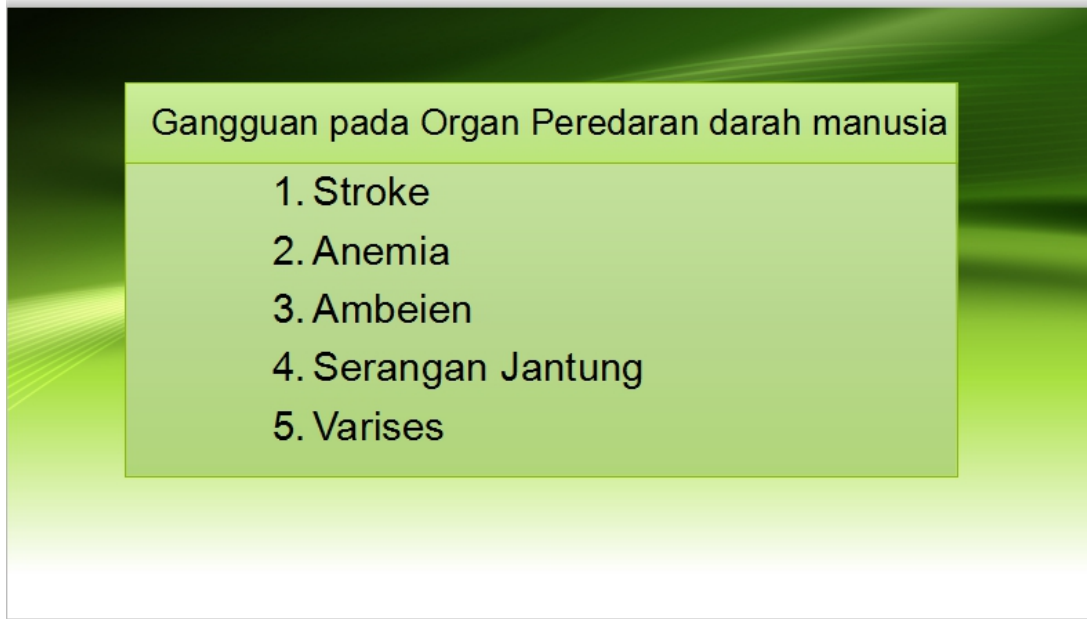 Gangguan pada Organ Peredaran darah manusia
1. Stroke
2. Anemia
3. Ambeien
4. Serangan Jantung
5. Varises